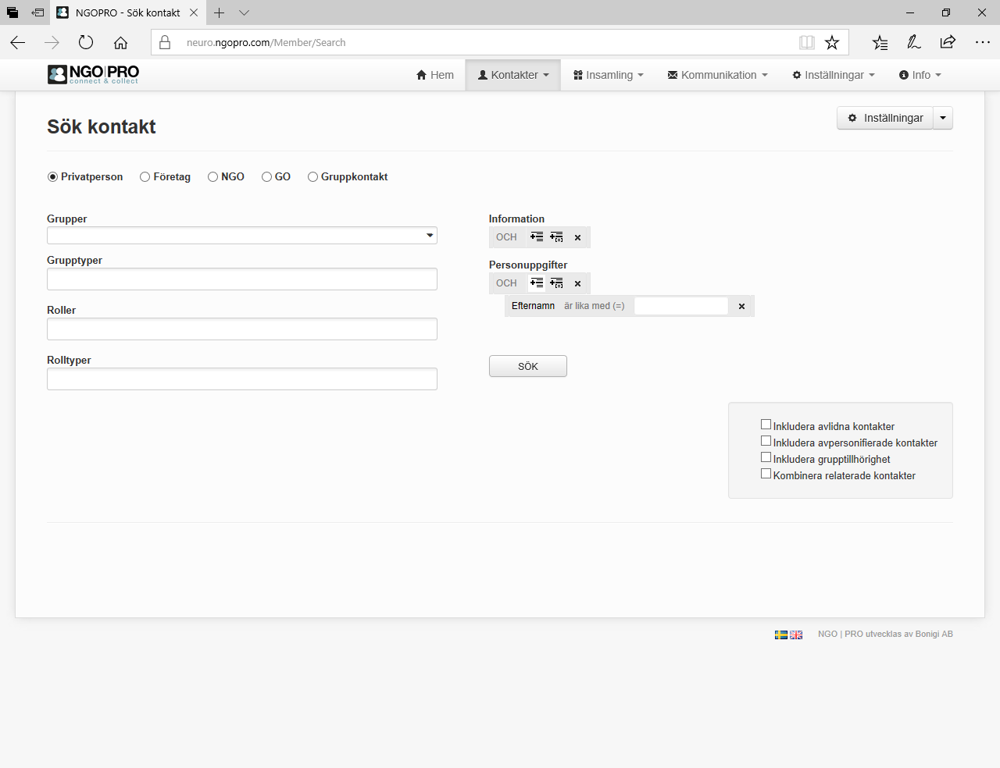 NGOPRO - Sök kontakt
neuro.ngopro.com/Member/Search
NGO|PRO
connect & collect
Hem
Kontakter
Insamling
Kommunikation
Inställningar
Info
Sök kontakt
Inställningar
Privatperson
Företag
NGO
GO
Gruppkontakt
Grupper
Grupptyper
Roller
Rolltyper
Information
OCH
Personuppgifter
OCH
Efternamn är lika med (=)
SÖK
Inkludera avlidna kontakter
Inkludera avpersonifierade kontakter
Inkludera grupptillhörighet
Kombinera relaterade kontakter
NGO | PRO utvecklas av Bonigi AB